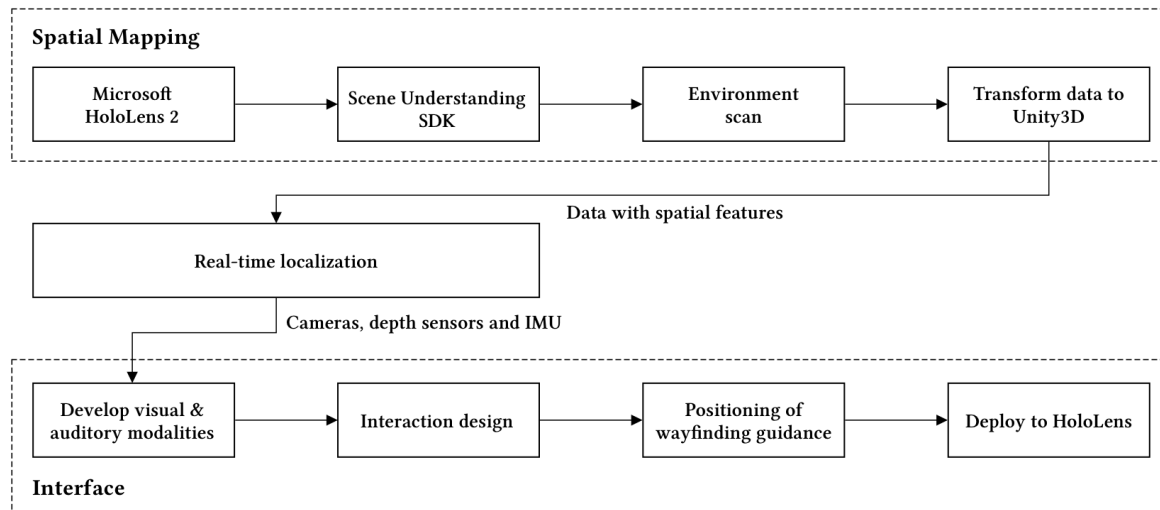 Spatial Mapping
Microsoft
HoloLens 2
Scene Understanding
SDK
Environment
scan
Transform data to
Unity3D
Data with spatial features
Real-time localization
Cameras, depth sensors and IMU
Develop visual &
auditory modalities
Interaction design
Positioning of
wayfinding guidance
Deploy to HoloLens
Interface